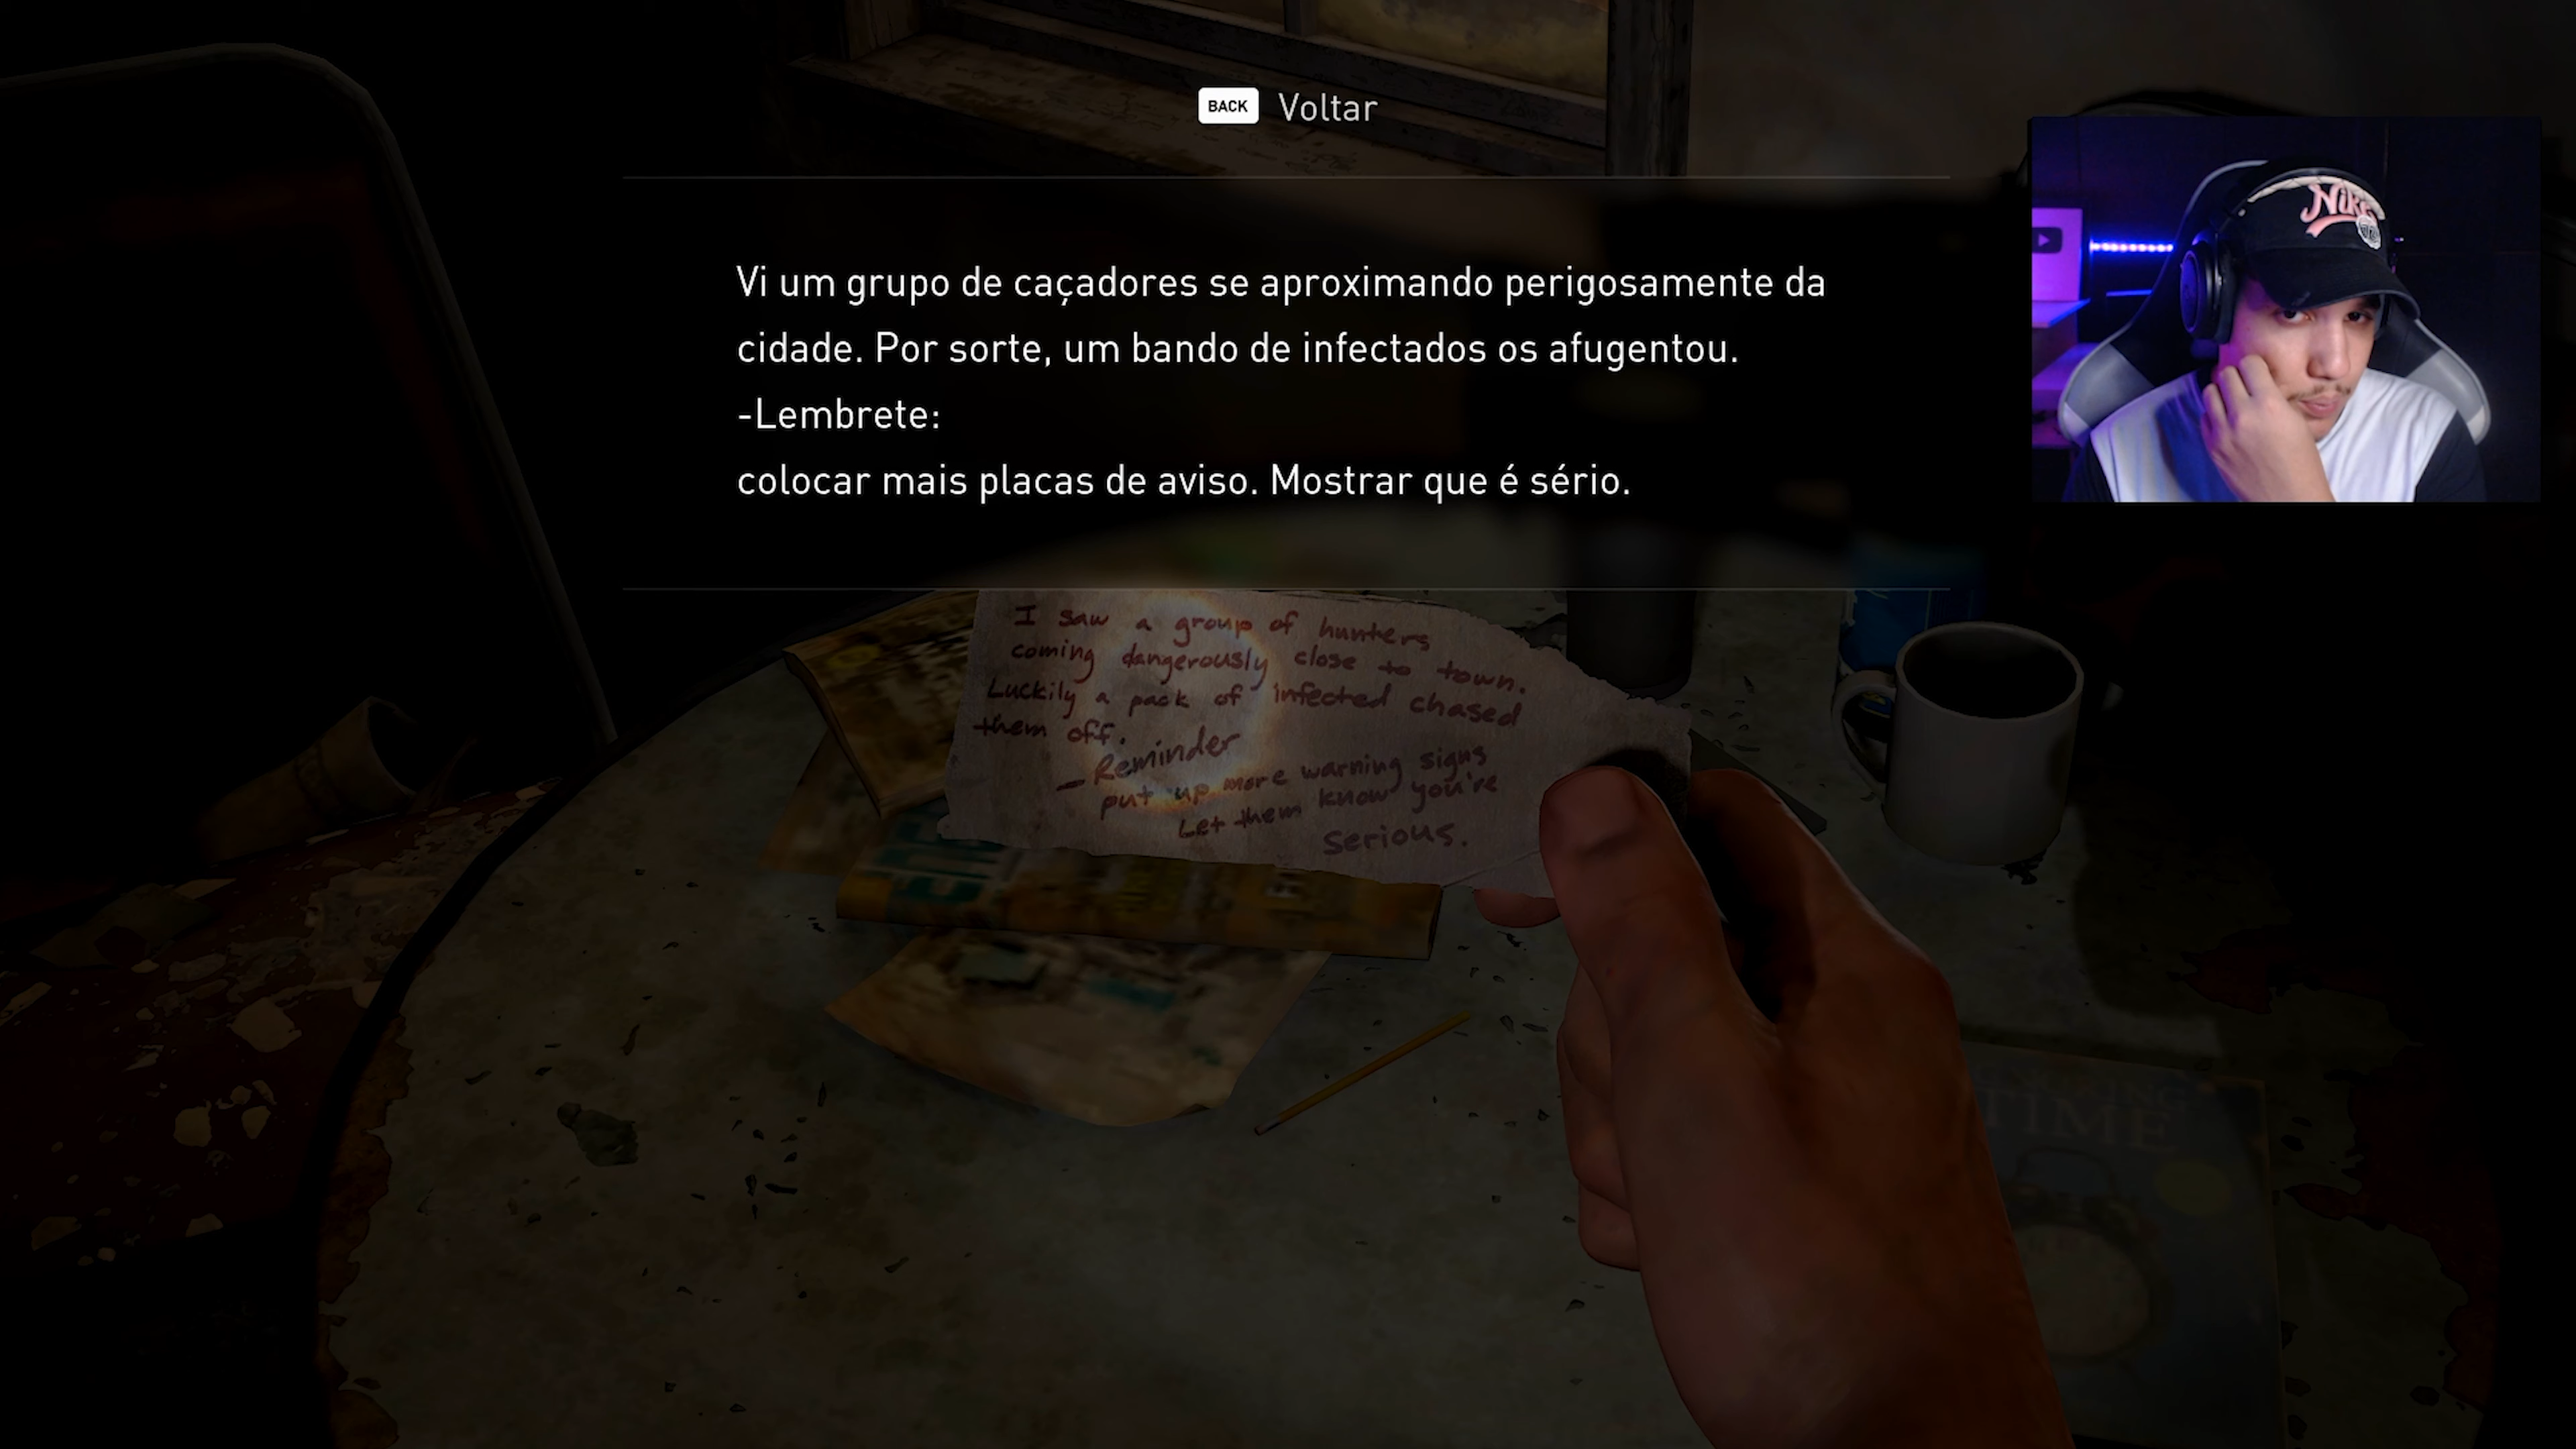 BACK Voltar
Nike
Vi um grupo de caçadores se aproximando perigosamente da
cidade. Por sorte, um bando de infectados os afugentou.
-Lembrete:
colocar mais placas de aviso. Mostrar que é sério.
I saw a group of hunters
coming dangerously close to town.
Luckily a pack of infected chased
them off.
- Reminder
put up more warning signs
Let them know you're
serious.
TIME